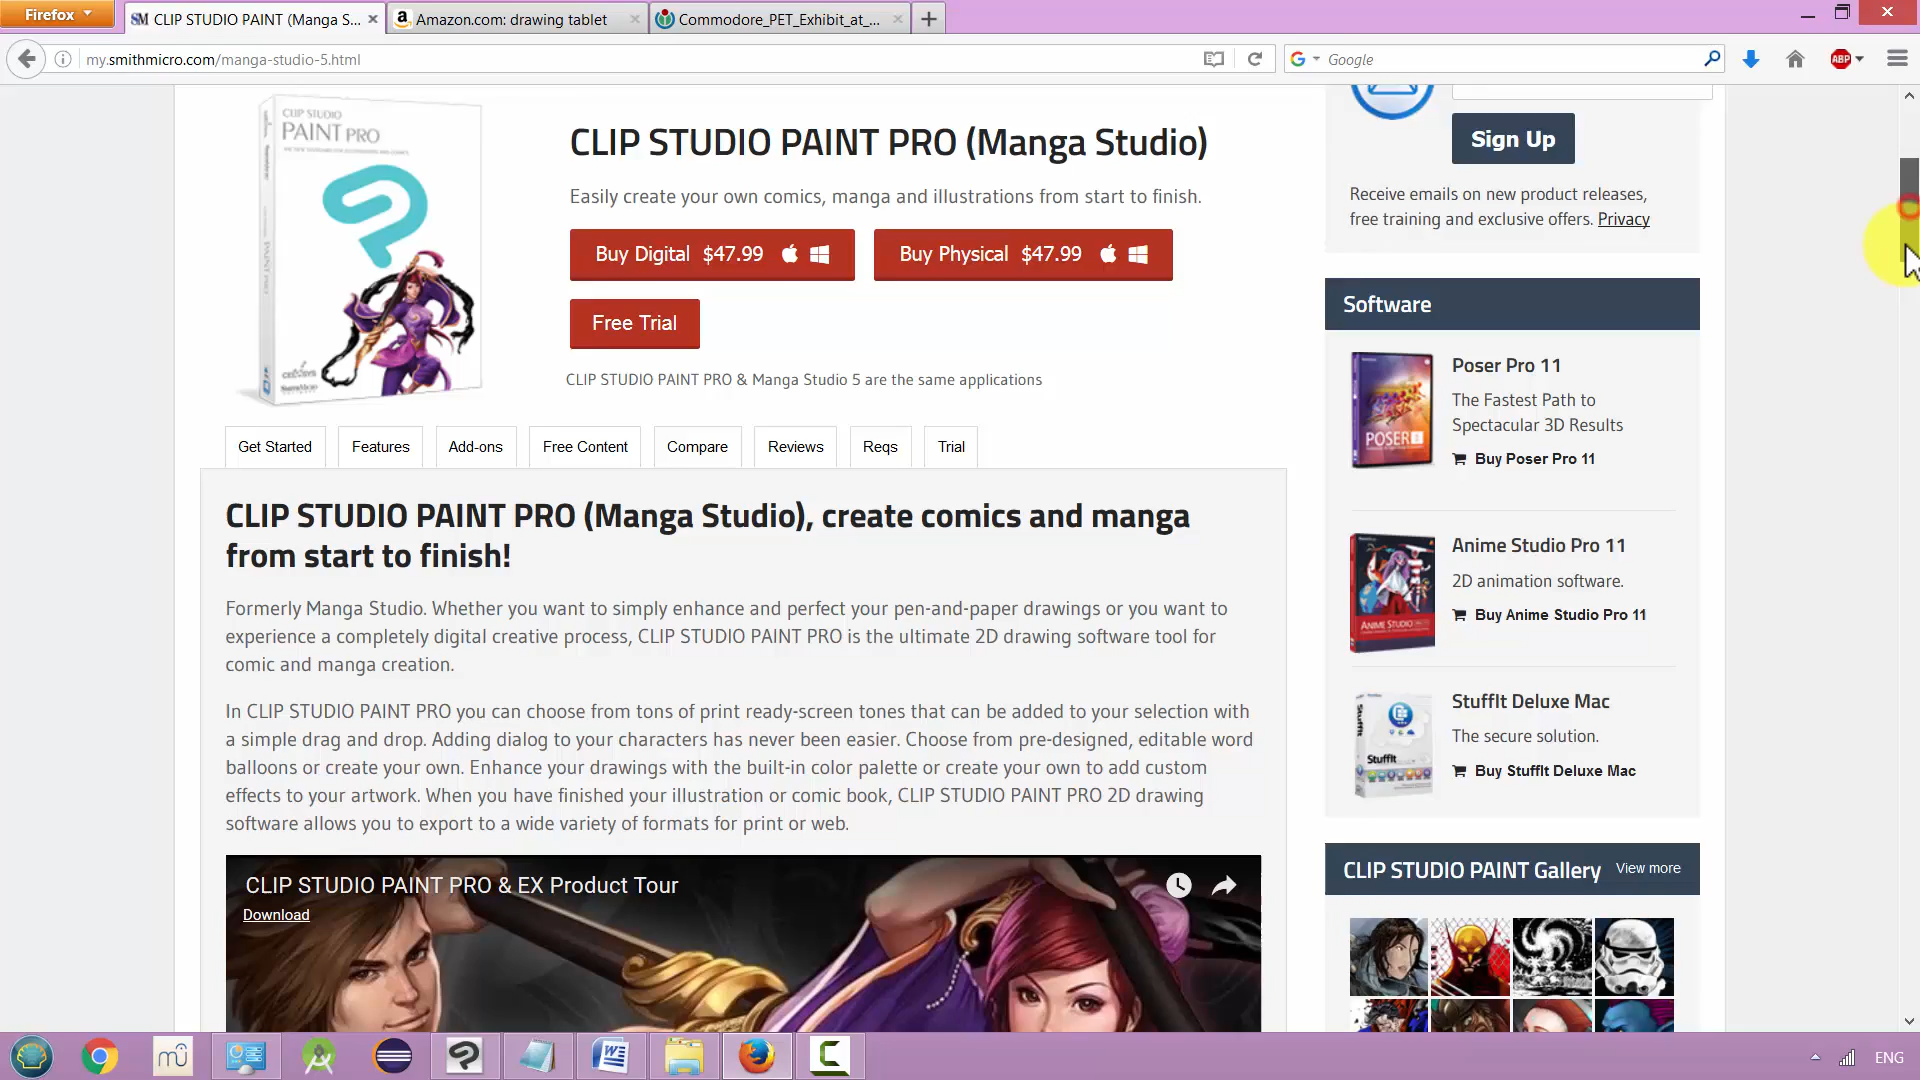 Firefox
CLIP STUDIO PAINT (Manga S...
Amazon.com: drawing tablet
Commodore_PET_Exhibit_at_...
my.smithmicro.com/manga-studio-5.html
Google
ABP
CLIP STUDIO
PAINT PRO
CLIP STUDIO PAINT PRO (Manga Studio)
Easily create your own comics, manga and illustrations from start to finish.
Buy Digital $47.99
Buy Physical $47.99
Free Trial
CLIP STUDIO PAINT PRO & Manga Studio 5 are the same applications
Get Started
Features
Add-ons
Free Content
Compare
Reviews
Reqs
Trial
CLIP STUDIO PAINT PRO (Manga Studio), create comics and manga
from start to finish!
Formerly Manga Studio. Whether you want to simply enhance and perfect your pen-and-paper drawings or you want to
experience a completely digital creative process, CLIP STUDIO PAINT PRO is the ultimate 2D drawing software tool for
comic and manga creation.
In CLIP STUDIO PAINT PRO you can choose from tons of print ready-screen tones that can be added to your selection with
a simple drag and drop. Adding dialog to your characters has never been easier. Choose from pre-designed, editable word
balloons or create your own. Enhance your drawings with the built-in color palette or create your own to add custom
effects to your artwork. When you have finished your illustration or comic book, CLIP STUDIO PAINT PRO 2D drawing
software allows you to export to a wide variety of formats for print or web.
CLIP STUDIO PAINT PRO & EX Product Tour
Download
Sign Up
Receive emails on new product releases,
free training and exclusive offers. Privacy
Software
POSER
Poser Pro 11
The Fastest Path to
Spectacular 3D Results
Buy Poser Pro 11
ANIME STUDIO PRO 11
Anime Studio Pro 11
2D animation software.
Buy Anime Studio Pro 11
StuffIt
StuffIt Deluxe Mac
The secure solution.
Buy StuffIt Deluxe Mac
CLIP STUDIO PAINT Gallery
View more
ENG